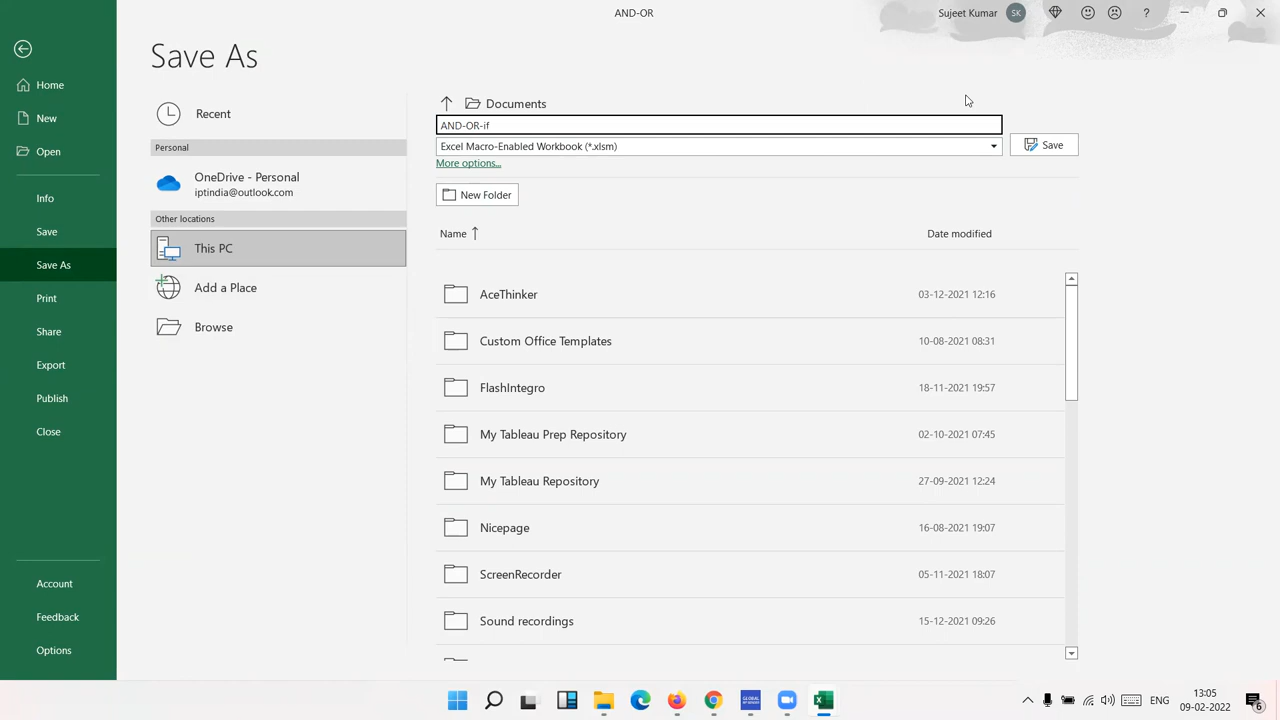 AND-OR
Sujeet Kumar
SK
?
Save As
Home
New
Open
Info
Save
Save As
Print
Share
Export
Publish
Close
Account
Feedback
Options
Recent
Personal
OneDrive - Personal
iptindia@outlook.com
Other locations
This PC
Add a Place
Browse
Documents
AND-OR-if
Excel Macro-Enabled Workbook (*.xlsm)
Save
More options...
New Folder
Name
Date modified
AceThinker
03-12-2021 12:16
Custom Office Templates
10-08-2021 08:31
FlashIntegro
18-11-2021 19:57
My Tableau Prep Repository
02-10-2021 07:45
My Tableau Repository
27-09-2021 12:24
Nicepage
16-08-2021 19:07
ScreenRecorder
05-11-2021 18:07
Sound recordings
15-12-2021 09:26
GLOBAL
ENG
13:05
09-02-2022
6